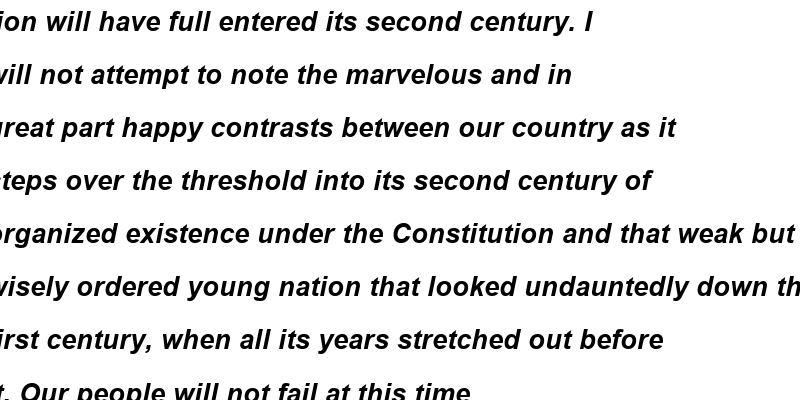 ion will have full entered its second century. I
will not attempt to note the marvelous and in
great part happy contrasts between our country as it
steps over the threshold into its second century of
organized existence under the Constitution and that weak but
wisely ordered young nation that looked undauntedly down th
first century, when all its years stretched out before
t. Our people will not fail at this time